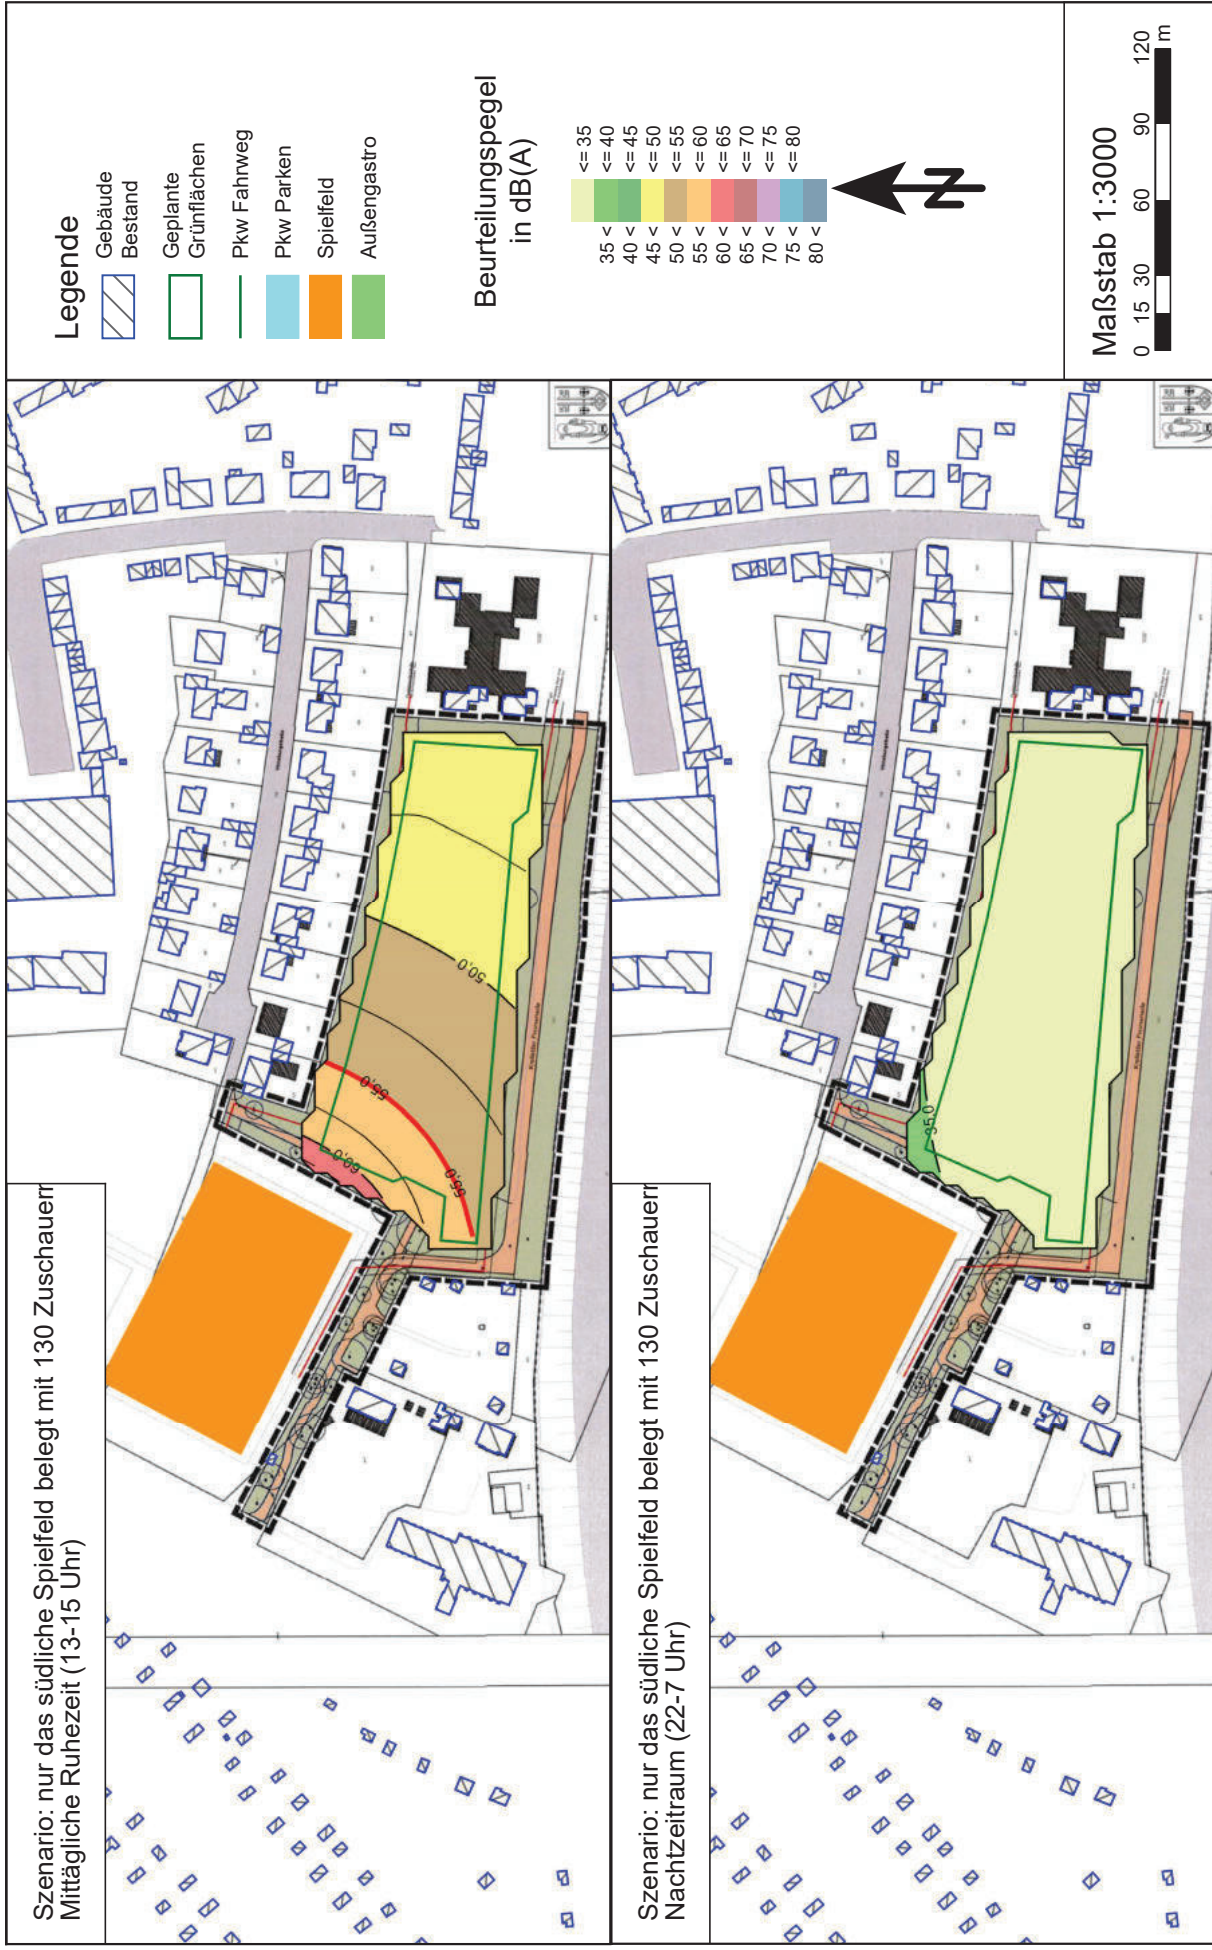 Szenario: nur das südliche Spielfeld belegt mit 130 Zuschauern
Mittägliche Ruhezeit (13-15 Uhr)
60,0
55,0
55,0
50,0
Szenario: nur das südliche Spielfeld belegt mit 130 Zuschauern
Nachtzeitraum (22-7 Uhr)
35,0
Legende
Gebäude
Bestand
Geplante
Grünflächen
Pkw Fahrweg
Pkw Parken
Spielfeld
Außengastro
Beurteilungspegel
in dB(A)
<= 35
35 < <= 40
40 < <= 45
45 < <= 50
50 < <= 55
55 < <= 60
60 < <= 65
65 < <= 70
70 < <= 75
75 < <= 80
80 <
N
Maßstab 1:3000
0 15 30 60 90 120
m